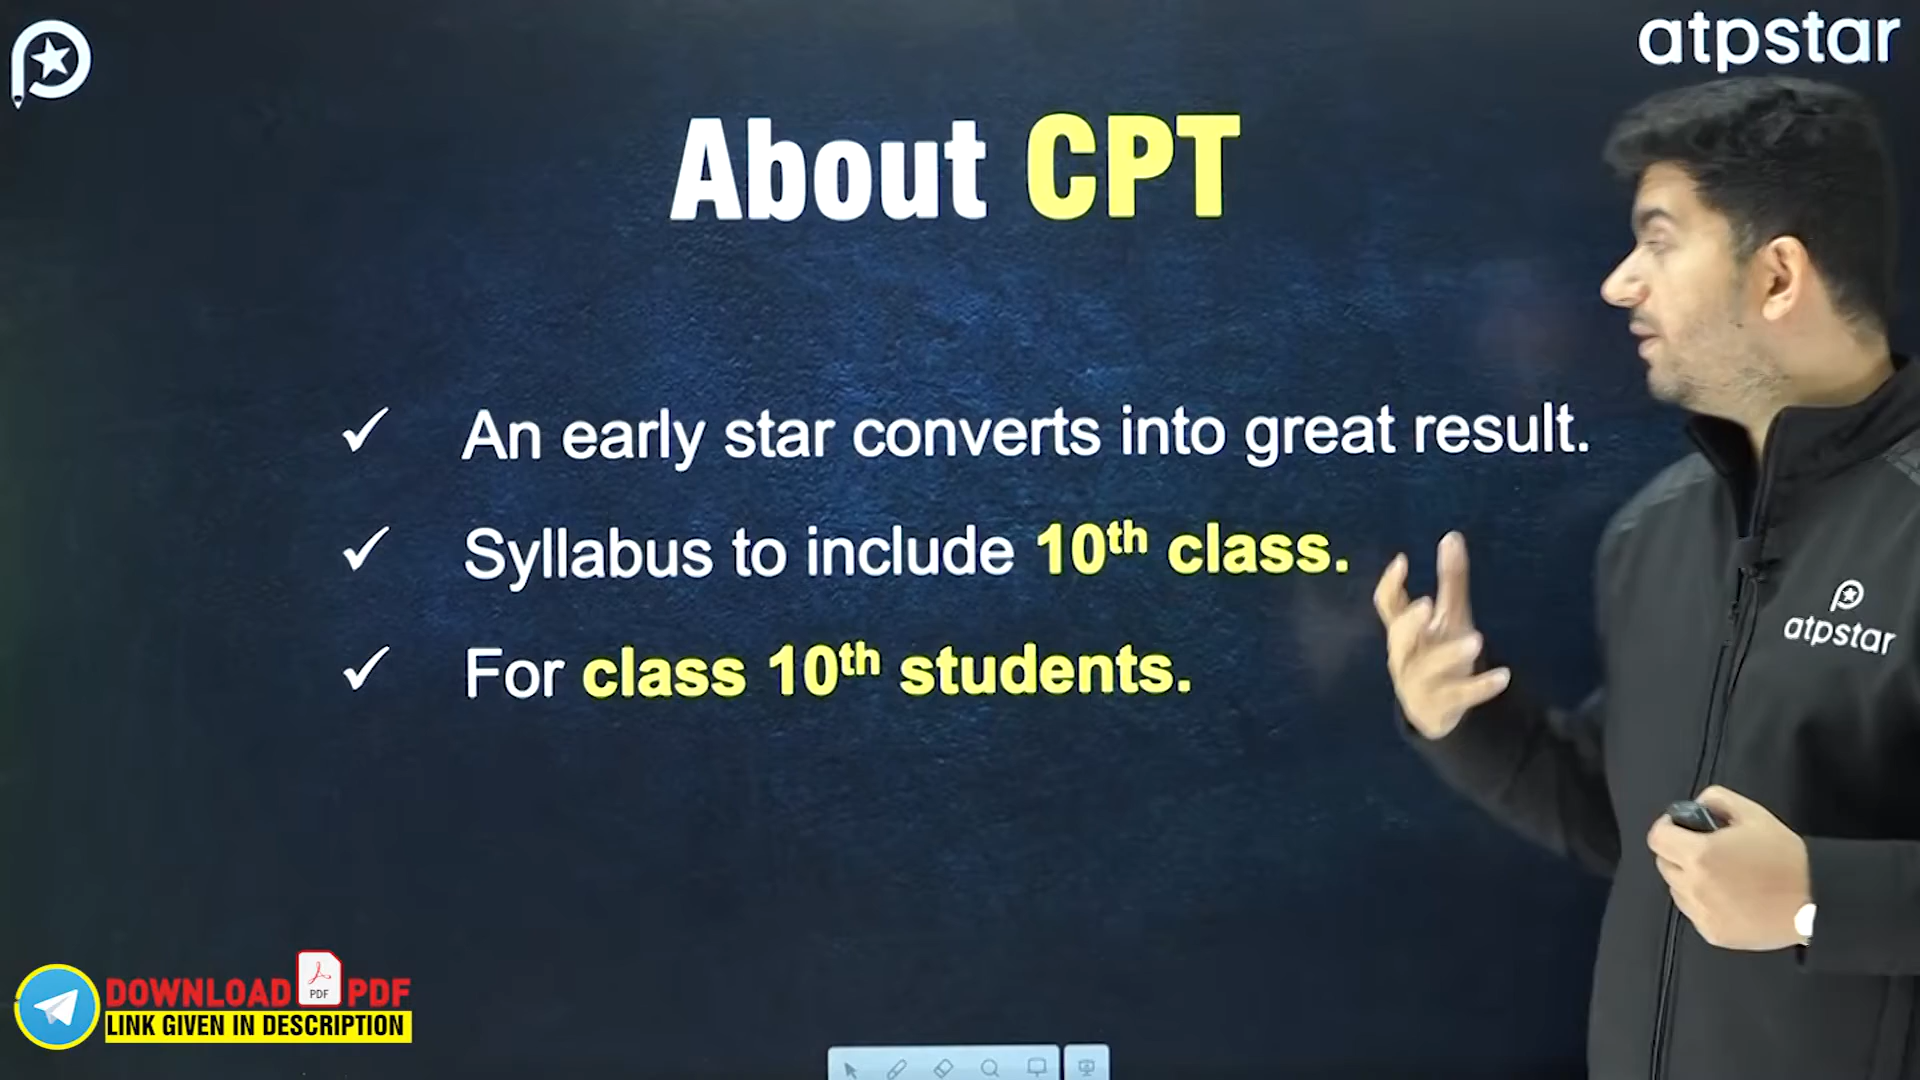 atpstar
About CPT
✓ An early star converts into great result.
✓ Syllabus to include 10th class.
✓ For class 10th students.
atpstar
DOWNLOAD PDF PDF
LINK GIVEN IN DESCRIPTION